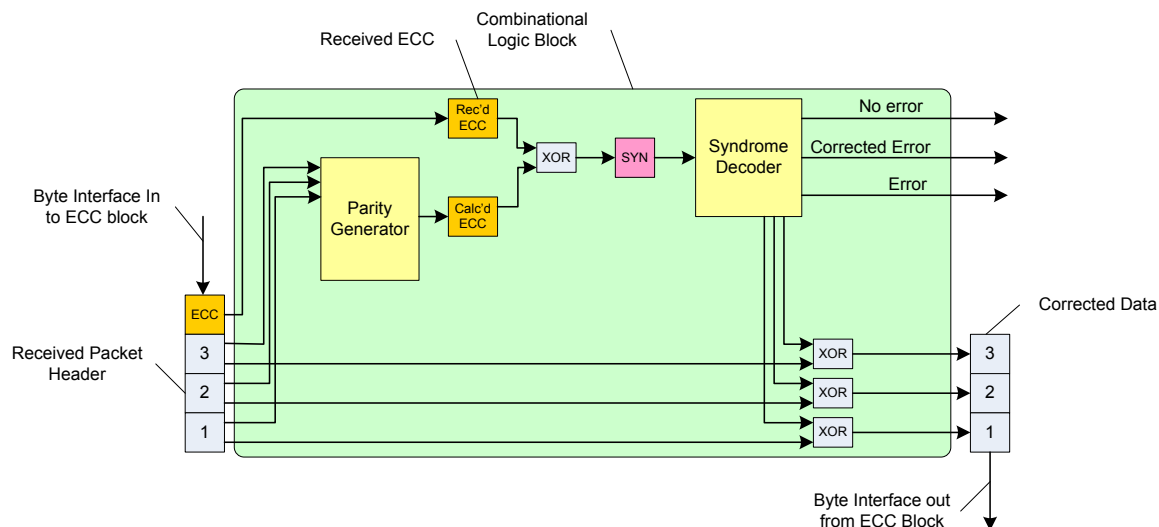 Combinational
Logic Block
Received ECC
Rec'd
ECC
XOR
SYN
Syndrome
Decoder
No error
Corrected Error
Error
Byte Interface In
to ECC block
Parity
Generator
Calc'd
ECC
ECC
3
2
1
Received Packet
Header
XOR
XOR
XOR
Corrected Data
3
2
1
Byte Interface out
from ECC Block